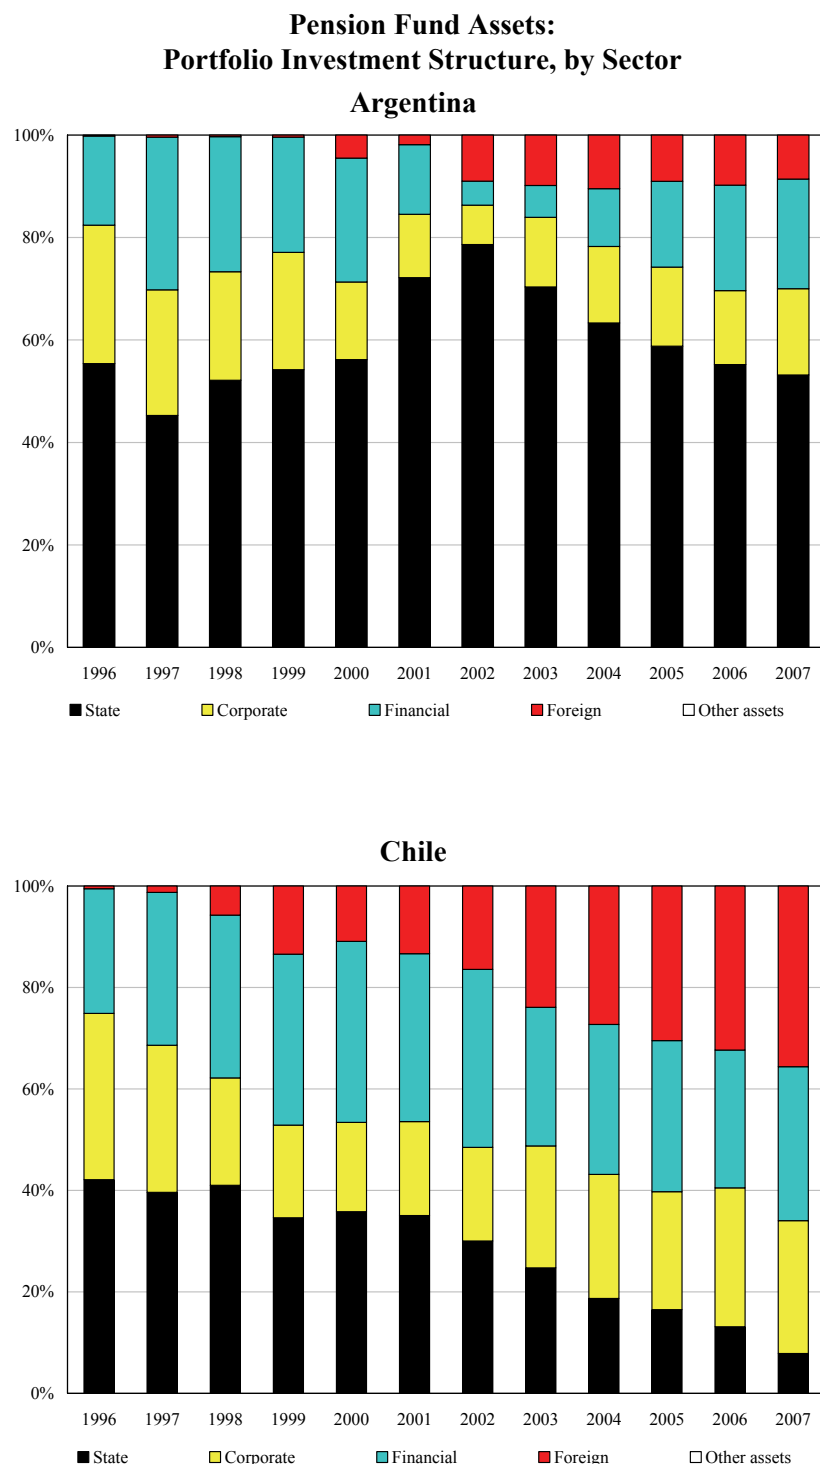 Pension Fund Assets:
Portfolio Investment Structure, by Sector
Argentina
100%
80%
60%
40%
20%
0%
1996 1997 1998 1999 2000 2001 2002 2003 2004 2005 2006 2007
State Corporate Financial Foreign Other assets
Chile
100%
80%
60%
40%
20%
0%
1996 1997 1998 1999 2000 2001 2002 2003 2004 2005 2006 2007
State Corporate Financial Foreign Other assets